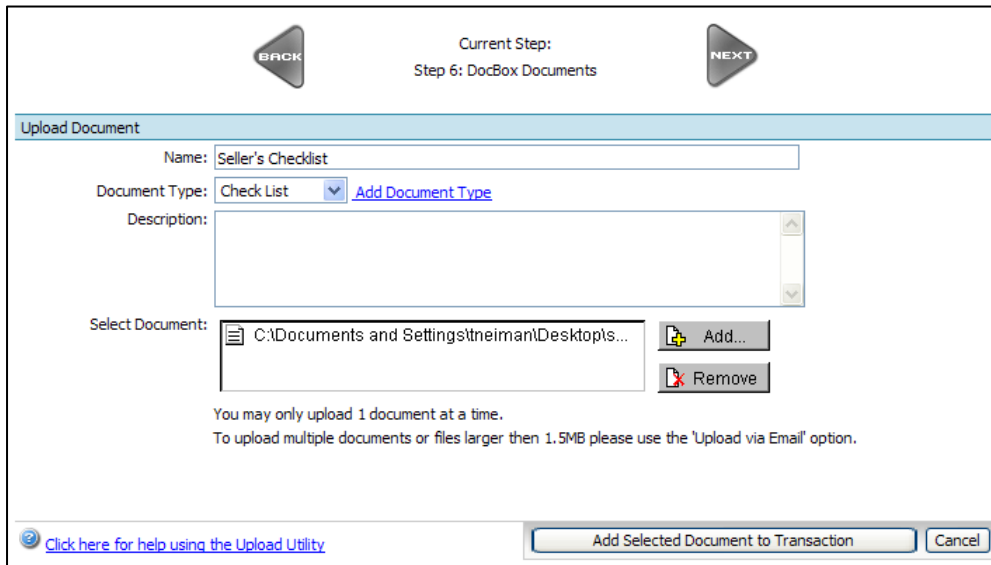 BACK
Current Step:
NEXT
Step 6: DocBox Documents
Upload Document
Name: Seller's Checklist
Document Type: Check List Add Document Type
Description:
Select Document: C:\Documents and Settings\tneiman\Desktop\s... Add...
Remove
You may only upload 1 document at a time.
To upload multiple documents or files larger then 1.5MB please use the 'Upload via Email' option.
Click here for help using the Upload Utility Add Selected Document to Transaction Cancel